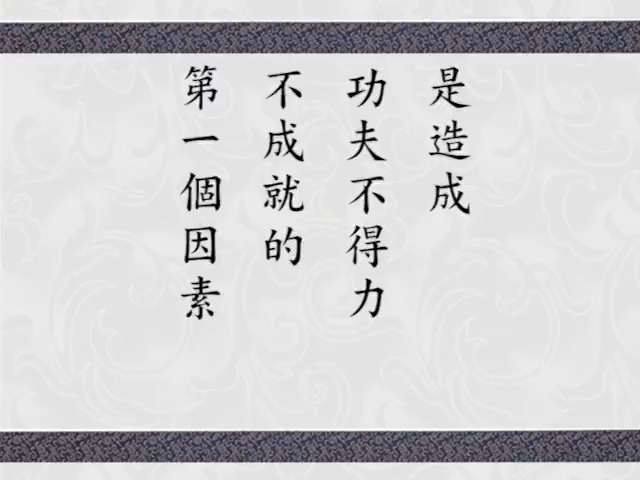 是造成
功夫不得力
不成就的
第一個因素